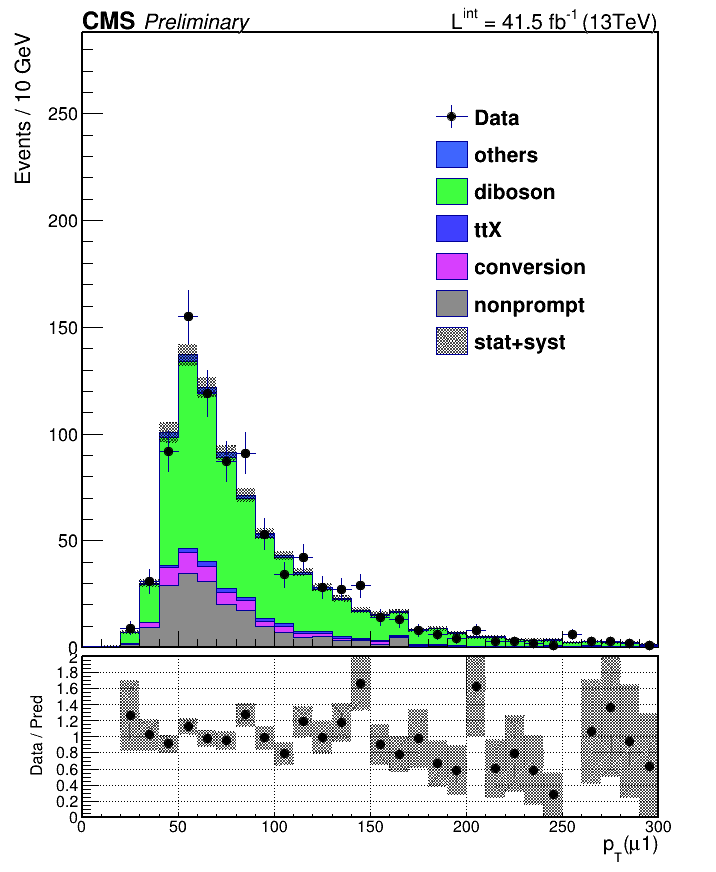 CMS Preliminary
L^int = 41.5 fb^-1 (13TeV)
Events / 10 GeV
250
200
150
100
50
0
Data
others
diboson
ttX
conversion
nonprompt
stat+syst
Data / Pred
2
1.8
1.6
1.4
1.2
1
0.8
0.6
0.4
0.2
0
0 50 100 150 200 250 300
p_T(μ1)